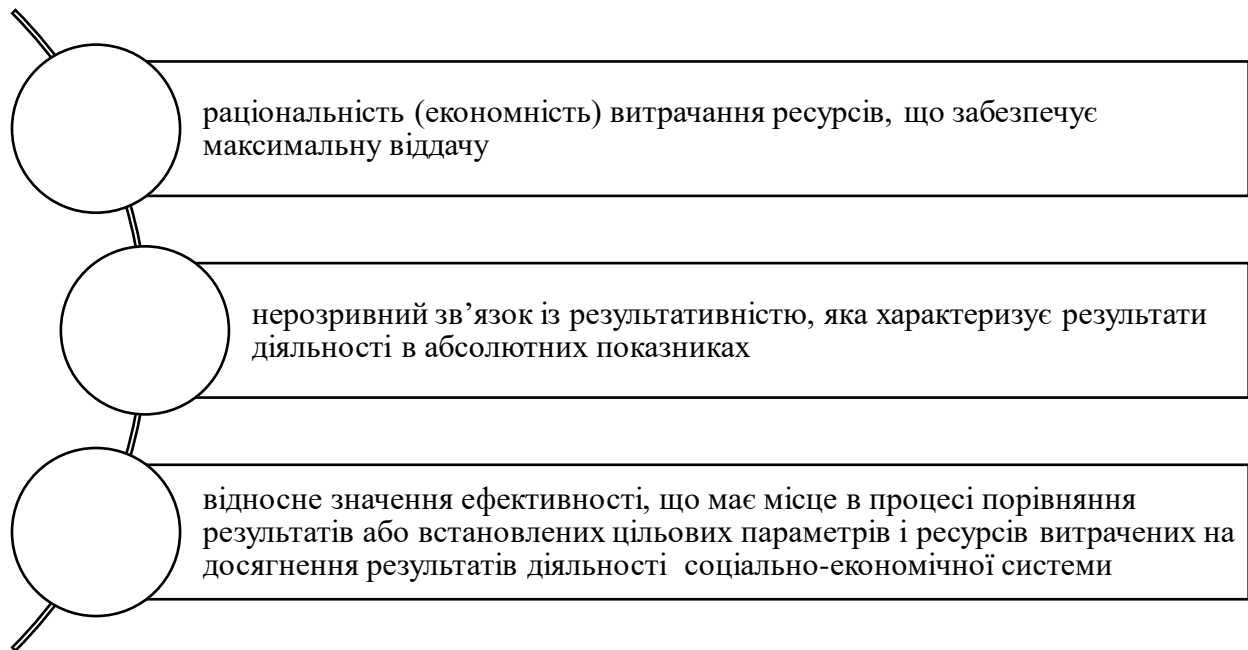 раціональність (економність) витрачання ресурсів, що забезпечує
максимальну віддачу
нерозривний зв’язок із результативністю, яка характеризує результати
діяльності в абсолютних показниках
відносне значення ефективності, що має місце в процесі порівняння
результатів або встановлених цільових параметрів і ресурсів витрачених на
досягнення результатів діяльності  соціально-економічної системи